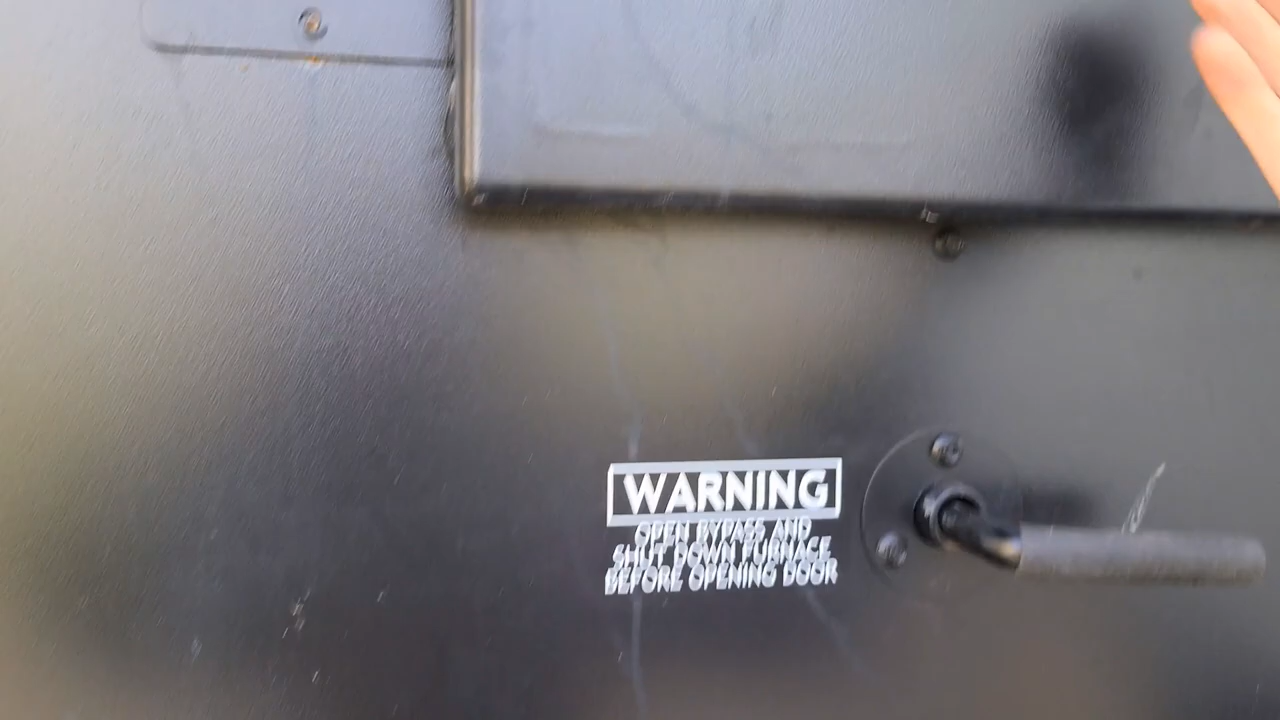 WARNING
OPEN BYPASS AND
SHUT DOWN FURNACE
BEFORE OPENING DOOR